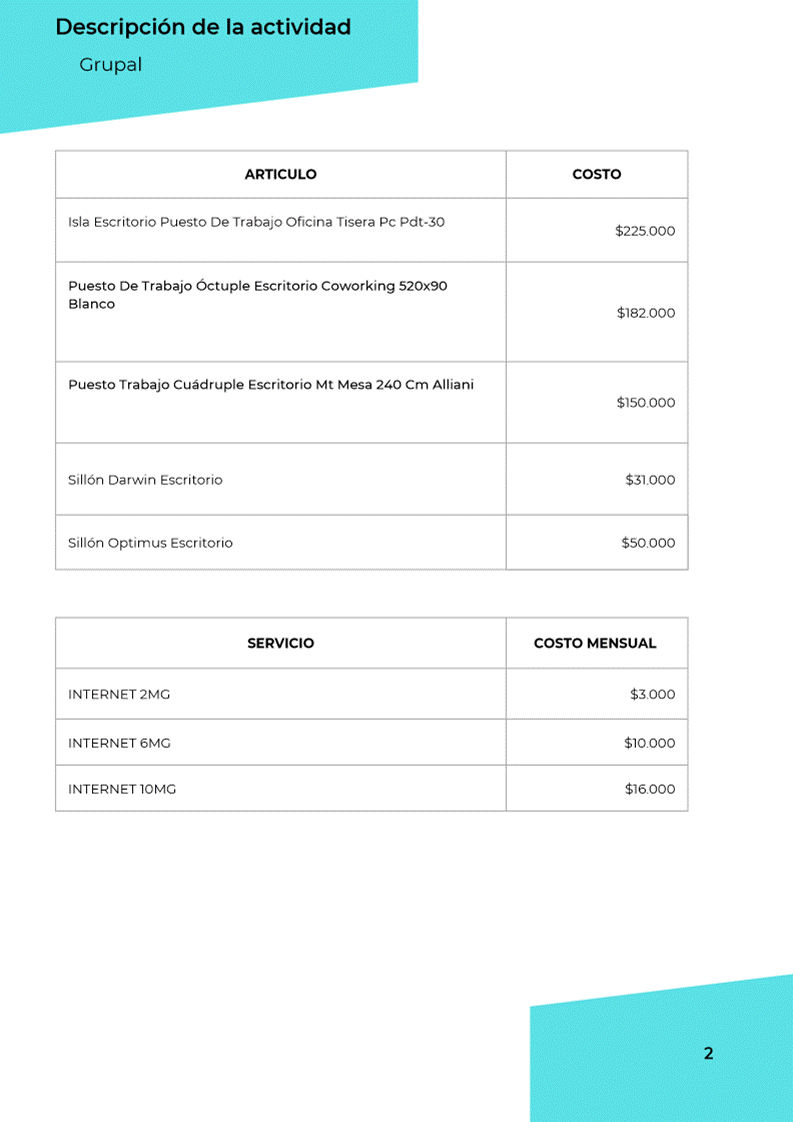 Descripción de la actividad
Grupal
ARTICULO COSTO
Isla Escritorio Puesto De Trabajo Oficina Tisera Pc Pdt-30 $225.000
Puesto De Trabajo Óctuple Escritorio Coworking 520x90
Blanco
$182.000
Puesto Trabajo Cuádruple Escritorio Mt Mesa 240 Cm Alliani
$150.000
Sillón Darwin Escritorio $31.000
Sillón Optimus Escritorio $50.000
SERVICIO COSTO MENSUAL
INTERNET 2MG $3.000
INTERNET 6MG $10.000
INTERNET 10MG $16.000
2